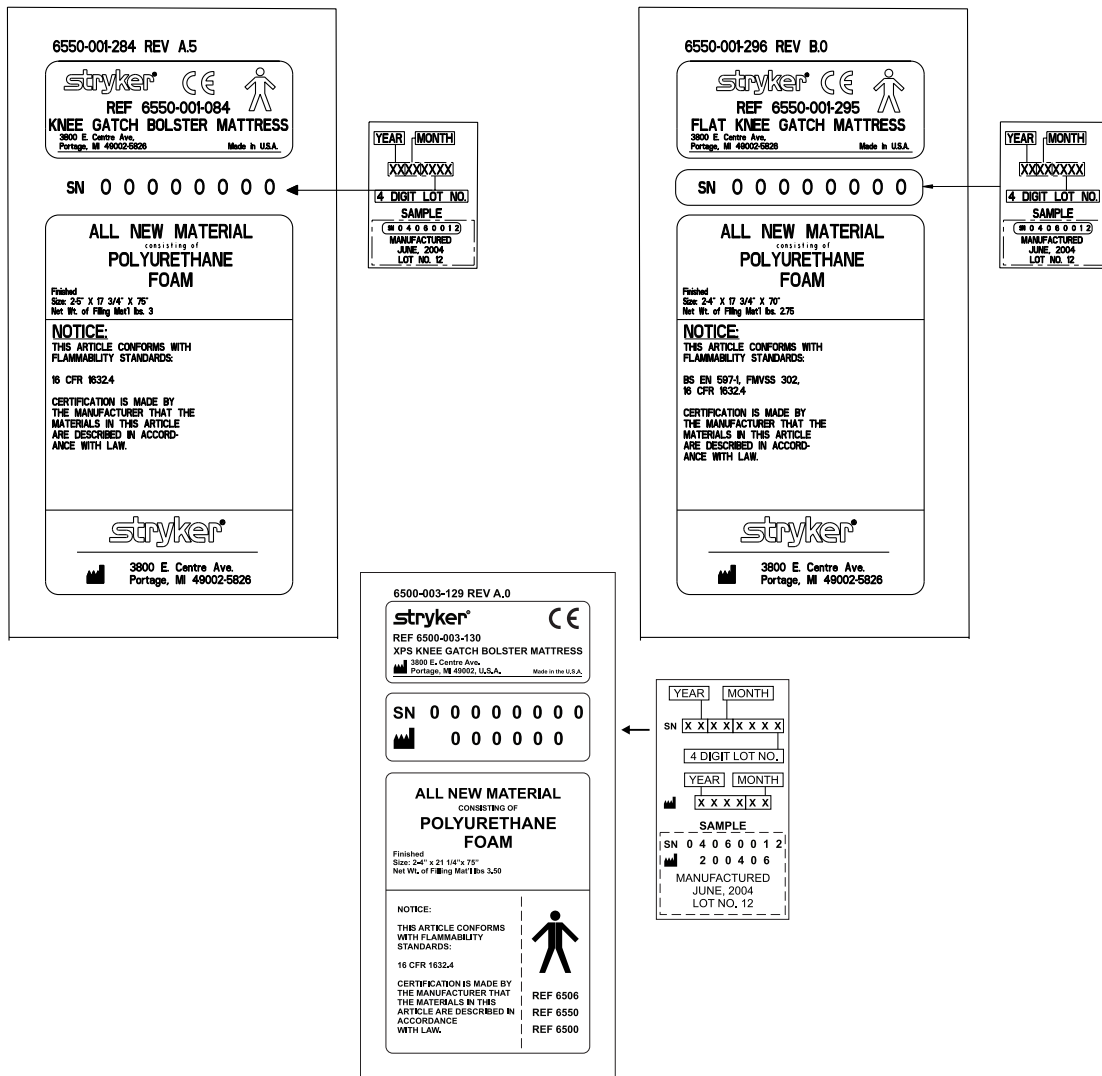 6550-001-284 REV A.5
stryker CE
REF 6550-001-084
KNEE GATCH BOLSTER MATTRESS
3800 E. Centre Ave.
Portage, MI 49002-5826 Made in U.S.A.
SN 0 0 0 0 0 0 0 0
ALL NEW MATERIAL
consisting of
POLYURETHANE
FOAM
Finished
Size: 2-5" X 17 3/4" X 75"
Net Wt. of Filling Mat'l lbs. 3
NOTICE:
THIS ARTICLE CONFORMS WITH
FLAMMABILITY STANDARDS:
16 CFR 1632.4
CERTIFICATION IS MADE BY
THE MANUFACTURER THAT THE
MATERIALS IN THIS ARTICLE
ARE DESCRIBED IN ACCORD-
ANCE WITH LAW.
stryker
3800 E. Centre Ave.
Portage, MI 49002-5826
YEAR MONTH
XXXXXXXX
4 DIGIT LOT NO.
SAMPLE
SN 0 4 0 6 0 0 1 2
MANUFACTURED
JUNE, 2004
LOT NO. 12
6550-001-296 REV B.0
stryker CE
REF 6550-001-295
FLAT KNEE GATCH MATTRESS
3800 E. Centre Ave.
Portage, MI 49002-5826 Made in U.S.A.
SN 0 0 0 0 0 0 0 0
ALL NEW MATERIAL
consisting of
POLYURETHANE
FOAM
Finished
Size: 2-4" X 17 3/4" X 70"
Net Wt. of Filing Mat'l lbs. 2.75
NOTICE:
THIS ARTICLE CONFORMS WITH
FLAMMABILITY STANDARDS:
BS EN 597-1, FMVSS 302,
16 CFR 1632.4
CERTIFICATION IS MADE BY
THE MANUFACTURER THAT THE
MATERIALS IN THIS ARTICLE
ARE DESCRIBED IN ACCORD-
ANCE WITH LAW.
stryker
3800 E. Centre Ave.
Portage, MI 49002-5826
YEAR MONTH
XXXXXXXX
4 DIGIT LOT NO.
SAMPLE
SN 0 4 0 6 0 0 1 2
MANUFACTURED
JUNE, 2004
LOT NO. 12
6500-003-129 REV A.0
stryker CE
REF 6500-003-130
XPS KNEE GATCH BOLSTER MATTRESS
3800 E. Centre Ave.
Portage, MI 49002, U.S.A. Made in the U.S.A.
SN 0 0 0 0 0 0 0 0
0 0 0 0 0 0
ALL NEW MATERIAL
CONSISTING OF
POLYURETHANE
FOAM
Finished
Size: 2-4" x 21 1/4"x 75"
Net Wt. of Filling Mat'l lbs 3.50
NOTICE:
THIS ARTICLE CONFORMS
WITH FLAMMABILITY
STANDARDS:
16 CFR 1632.4
CERTIFICATION IS MADE BY
THE MANUFACTURER THAT
THE MATERIALS IN THIS
ARTICLE ARE DESCRIBED IN
ACCORDANCE
WITH LAW.
REF 6506
REF 6550
REF 6500
YEAR MONTH
SN X X X X X X X X
4 DIGIT LOT NO.
YEAR MONTH
X X X X X X
SAMPLE
SN 0 4 0 6 0 0 1 2
2 0 0 4 0 6
MANUFACTURED
JUNE, 2004
LOT NO. 12